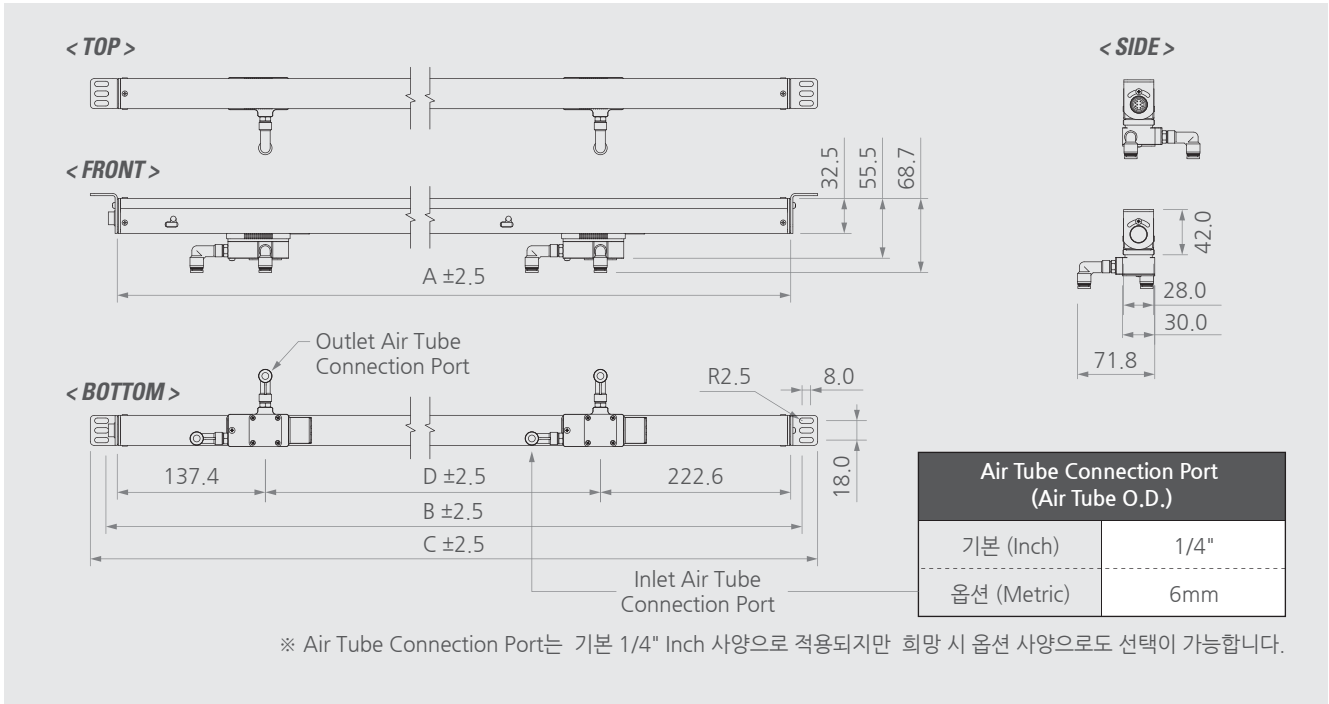 < TOP >
< SIDE >
< FRONT >
32.5
55.5
68.7
A ±2.5
42.0
28.0
30.0
71.8
Outlet Air Tube
Connection Port
< BOTTOM >
R2.5
8.0
18.0
137.4
D ±2.5
222.6
B ±2.5
C ±2.5
Inlet Air Tube
Connection Port
Air Tube Connection Port
(Air Tube O.D.)
기본 (Inch)
1/4"
옵션 (Metric)
6mm
※ Air Tube Connection Port는 기본 1/4" Inch 사양으로 적용되지만 희망 시 옵션 사양으로도 선택이 가능합니다.